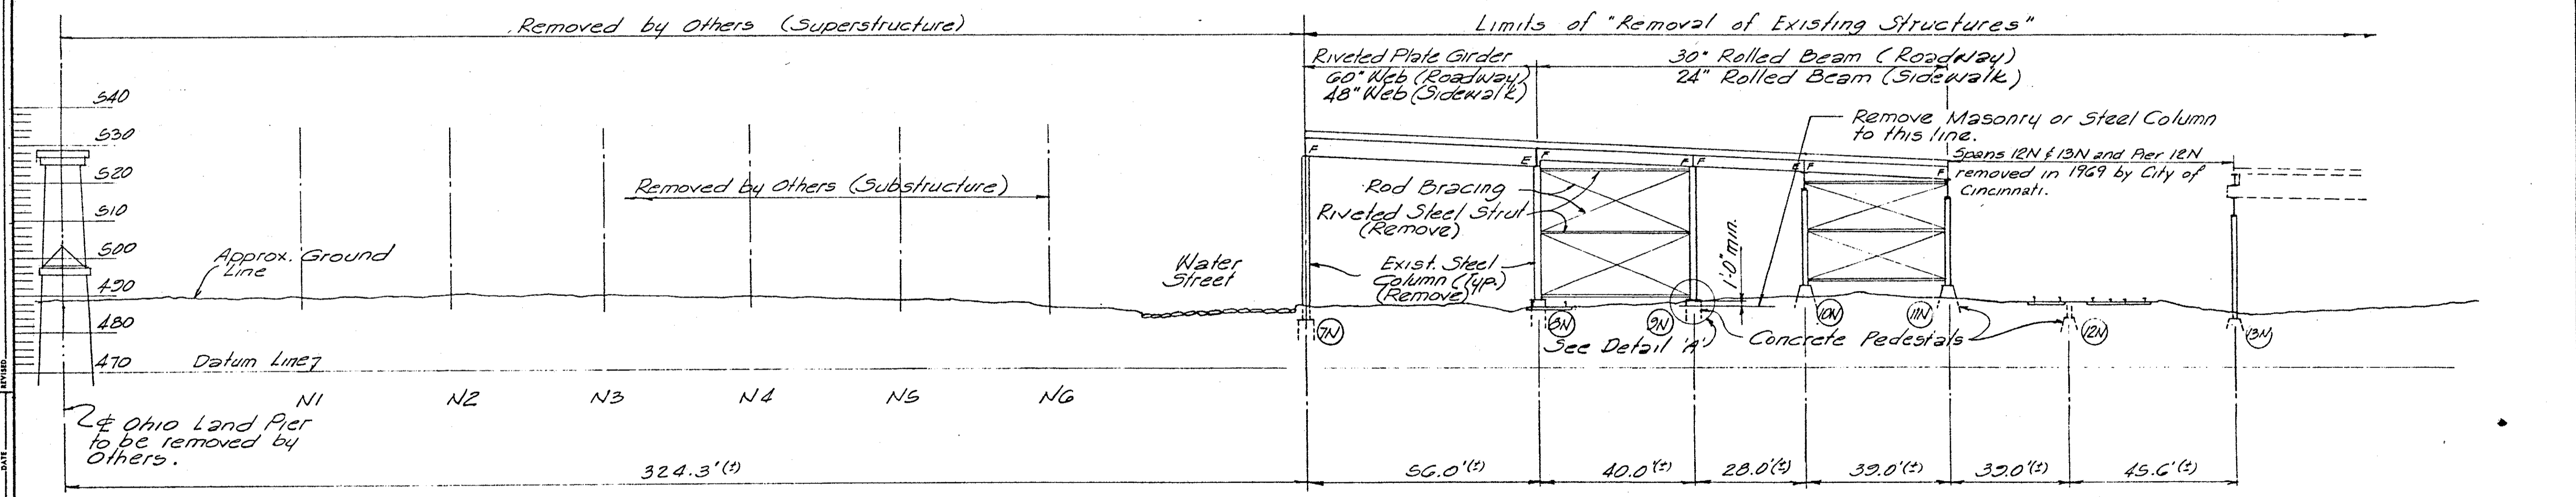 Removed by Others (Superstructure)
Limits of "Removal of Existing Structures"
Riveted Plate Girder
60" Web (Roadway)
48" Web (Sidewalk)
30" Rolled Beam (Roadway)
24" Rolled Beam (Sidewalk)
540
530
520
510
500
490
480
470
Remove Masonry or Steel Column
to this line.
Spans 12N & 13N and Pier 12N
removed in 1969 by City of
Cincinnati.
F
E
F
F
F
E
F
F
Removed by Others (Substructure)
Rod Bracing
Riveted Steel Strut
(Remove)
Approx. Ground
Line
Water
Street
Exist. Steel
Column (Typ.)
(Remove)
1'-0" min.
7N
8N
9N
10N
11N
12N
13N
See Detail 'A'
Concrete Pedestals
Datum Line
N1
N2
N3
N4
N5
N6
℄ Ohio Land Pier
to be removed by
Others.
324.3'(±)
56.0'(±)
40.0'(±)
28.0'(±)
39.0'(±)
39.0'(±)
45.6'(±)
REVISED
DATE